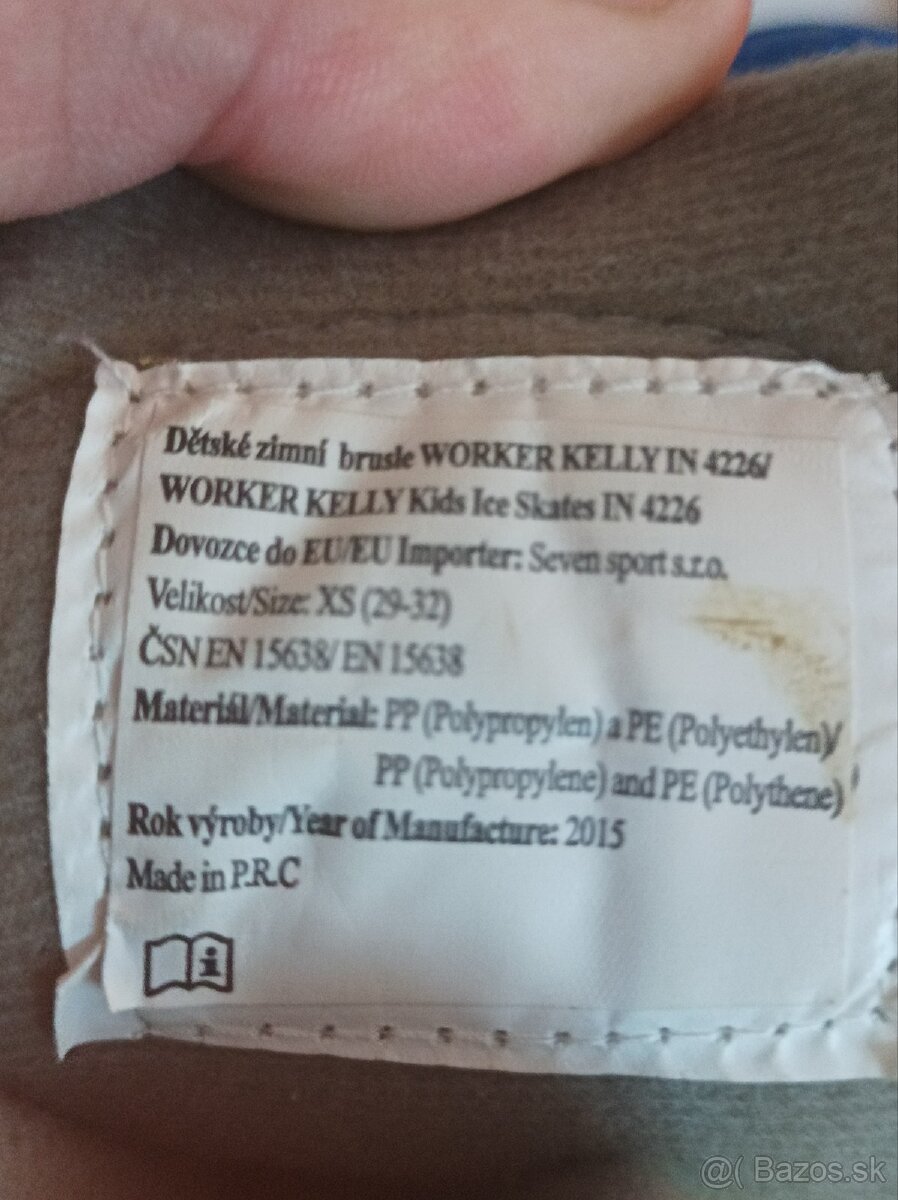 Dětské zimní brusle WORKER KELLY IN 4226/
WORKER KELLY Kids Ice Skates IN 4226
Dovozce do EU/EU Importer: Seven sport s.r.o.
Velikost/Size: XS (29-32)
ČSN EN 15638/ EN 15638
Materiál/Material: PP (Polypropylen) a PE (Polyethylen)/
PP (Polypropylene) and PE (Polythene)
Rok výroby/Year of Manufacture: 2015
Made in P.R.C
i
@( Bazos.sk